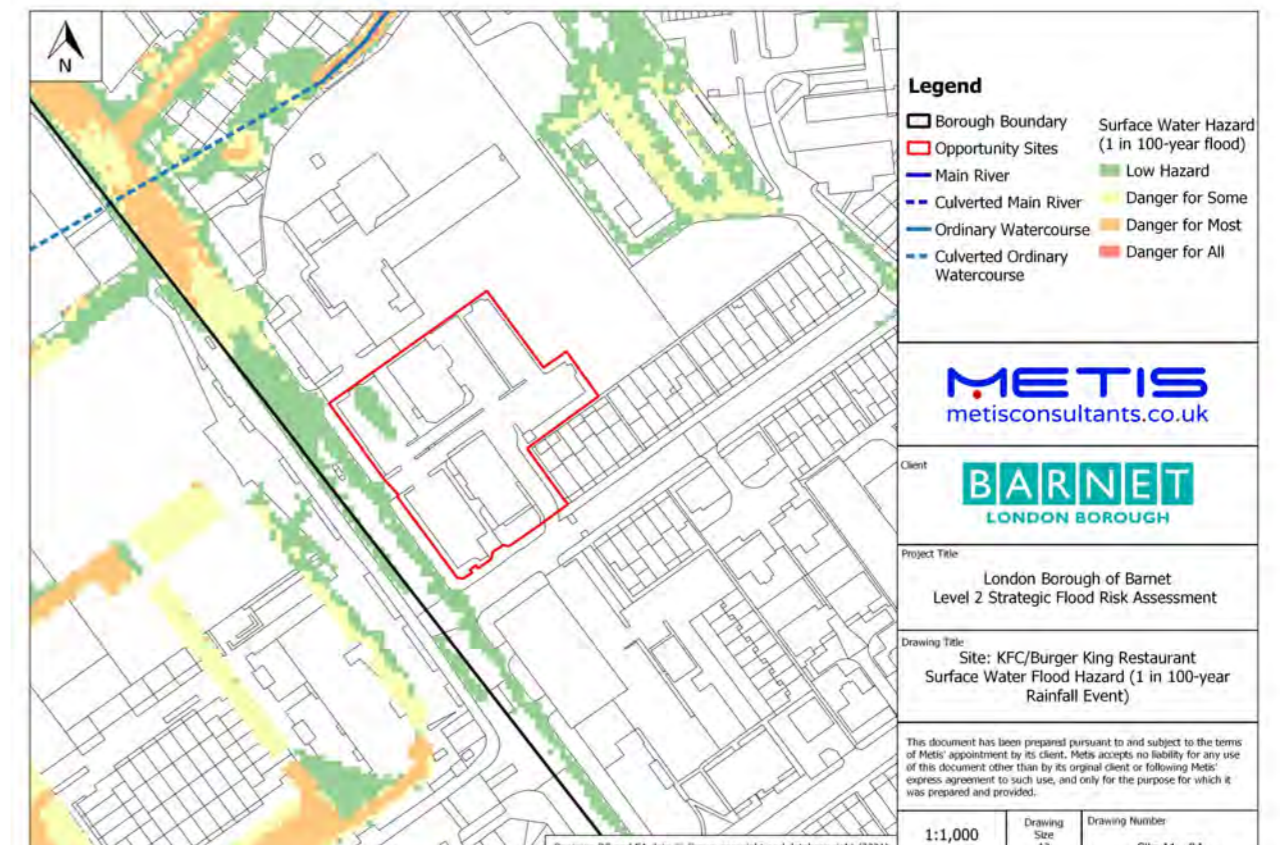 N
Legend
Borough Boundary
Opportunity Sites
Main River
Culverted Main River
Ordinary Watercourse
Culverted Ordinary
Watercourse
Surface Water Hazard
(1 in 100-year flood)
Low Hazard
Danger for Some
Danger for Most
Danger for All
METIS
metisconsultants.co.uk
Client
BARNET
LONDON BOROUGH
Project Title
London Borough of Barnet
Level 2 Strategic Flood Risk Assessment
Drawing Title
Site: KFC/Burger King Restaurant
Surface Water Flood Hazard (1 in 100-year
Rainfall Event)
This document has been prepared pursuant to and subject to the terms
of Metis' appointment by its client. Metis accepts no liability for any use
of this document other than by its orginal client or following Metis'
express agreement to such use, and only for the purpose for which it
was prepared and provided.
1:1,000
Drawing
Size
Drawing Number